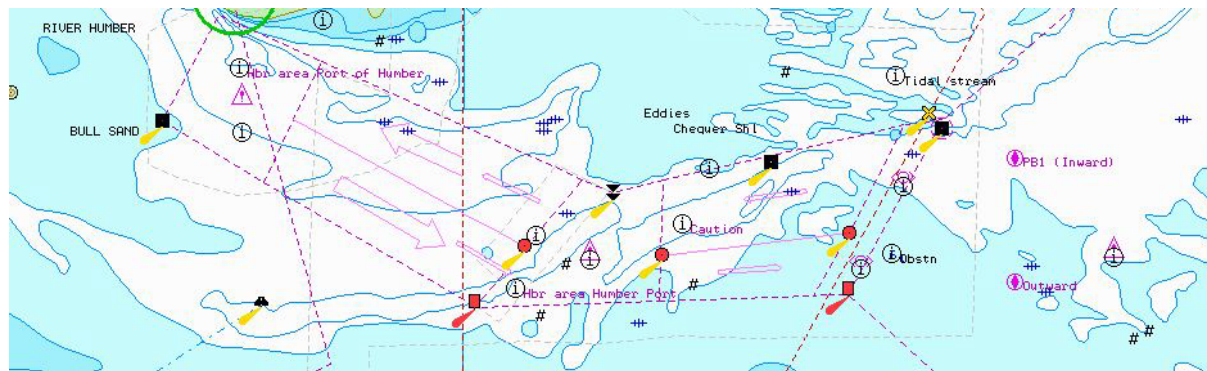 RIVER HUMBER
Hbr area Port of Humber
Tidal stream
Eddies
BULL SAND
Chequer Shl
PB1 (Inward)
Caution
Obstn
Hbr area Humber Port
Outward